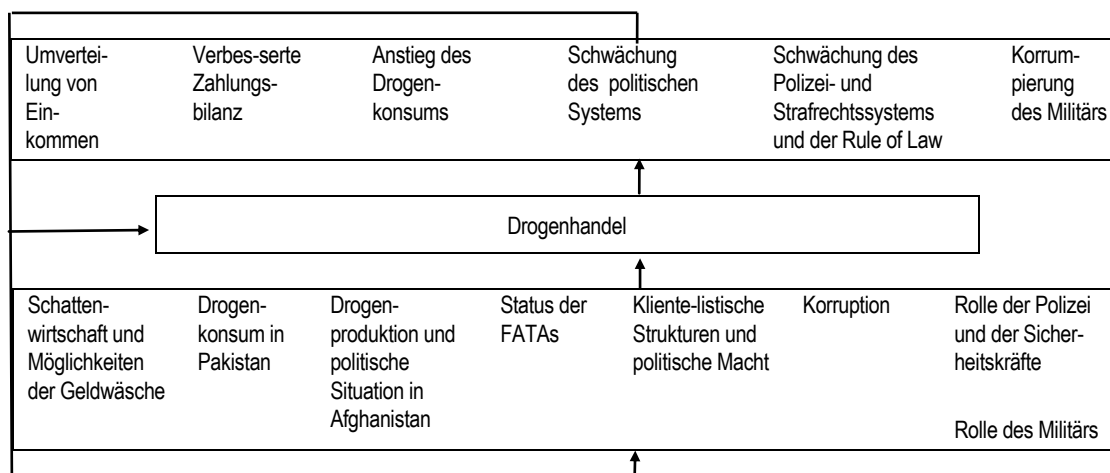 Umvertei-
lung von
Ein-
kommen
Verbes-serte
Zahlungs-
bilanz
Anstieg des
Drogen-
konsums
Schwächung
des politischen
Systems
Schwächung des
Polizei- und
Strafrechtssystems
und der Rule of Law
Korrum-
pierung
des Militärs
Drogenhandel
Schatten-
wirtschaft und
Möglichkeiten
der Geldwäsche
Drogen-
konsum in
Pakistan
Drogen-
produktion und
politische
Situation in
Afghanistan
Status der
FATAs
Kliente-listische
Strukturen und
politische Macht
Korruption
Rolle der Polizei
und der Sicher-
heitskräfte
Rolle des Militärs